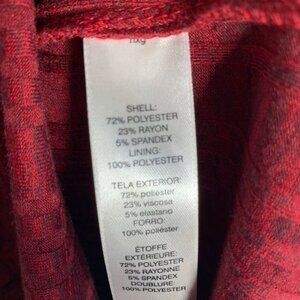 SHELL:
72% POLYESTER
23% RAYON
5% SPANDEX
LINING:
100% POLYESTER
TELA EXTERIOR:
72% poliéster
23% viscosa
5% elastano
FORRO:
100% poliéster
ÉTOFFE
EXTÉRIEURE:
72% POLYESTER
23% RAYONNE
5% SPANDEX
DOUBLURE
100% POLYESTER